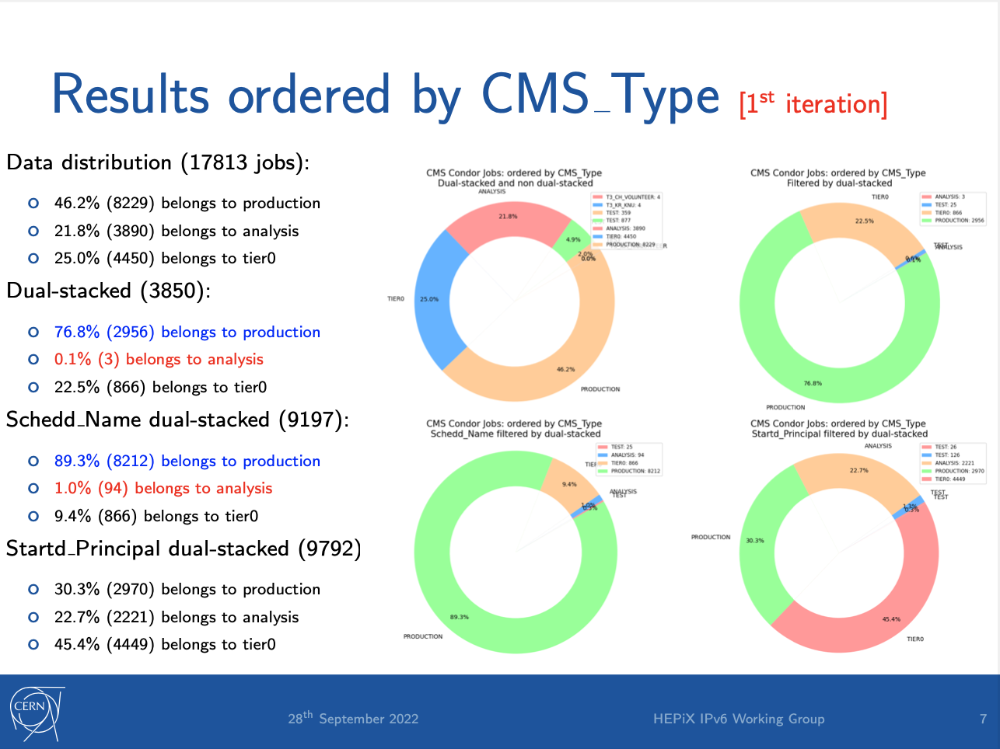 Results ordered by CMS_Type [1st iteration]
Data distribution (17813 jobs):
46.2% (8229) belongs to production
21.8% (3890) belongs to analysis
25.0% (4450) belongs to tier0
Dual-stacked (3850):
76.8% (2956) belongs to production
0.1% (3) belongs to analysis
22.5% (866) belongs to tier0
Schedd_Name dual-stacked (9197):
89.3% (8212) belongs to production
1.0% (94) belongs to analysis
9.4% (866) belongs to tier0
Startd_Principal dual-stacked (9792)
30.3% (2970) belongs to production
22.7% (2221) belongs to analysis
45.4% (4449) belongs to tier0
CMS Condor Jobs: ordered by CMS_Type
Dual-stacked and non dual-stacked
ANALYSIS
T3_CH_VOLUNTEER: 4
T3_KR_KNU: 4
TEST: 359
TEST: 877
ANALYSIS: 3890
TIER0: 4450
PRODUCTION: 8229
21.8%
4.9%
2.0%
0.0%
TIER0
25.0%
46.2%
PRODUCTION
CMS Condor Jobs: ordered by CMS_Type
Filtered by dual-stacked
TIER0
ANALYSIS: 3
TEST: 25
TIER0: 866
PRODUCTION: 2956
22.5%
TEST
ANALYSIS
0.6%
0.1%
76.8%
PRODUCTION
CMS Condor Jobs: ordered by CMS_Type
Schedd_Name filtered by dual-stacked
TEST: 25
ANALYSIS: 94
TIER0: 866
PRODUCTION: 8212
9.4%
ANALYSIS
TEST
1.0%
0.3%
89.3%
PRODUCTION
CMS Condor Jobs: ordered by CMS_Type
Startd_Principal filtered by dual-stacked
ANALYSIS
TEST: 26
TEST: 126
ANALYSIS: 2221
PRODUCTION: 2970
TIER0: 4449
22.7%
TEST
TEST
1.3%
0.3%
PRODUCTION
30.3%
45.4%
TIER0
CERN
28th September 2022
HEPiX IPv6 Working Group
7